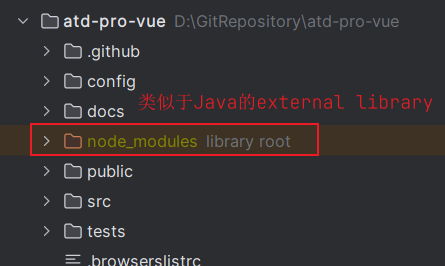 atd-pro-vue D:\GitRepository\atd-pro-vue
.github
config
docs
类似于Java的external library
node_modules library root
public
src
tests
.browserslistrc